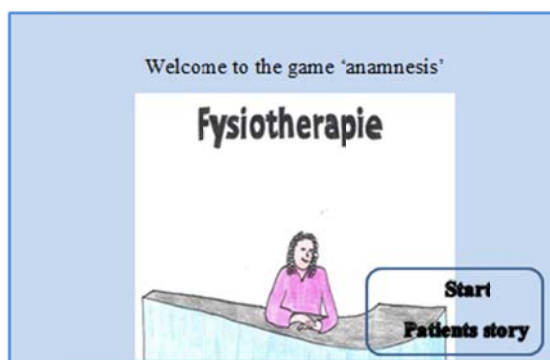 Welcome to the game ‘anamnesis’
Fysiotherapie
Start
Patients story